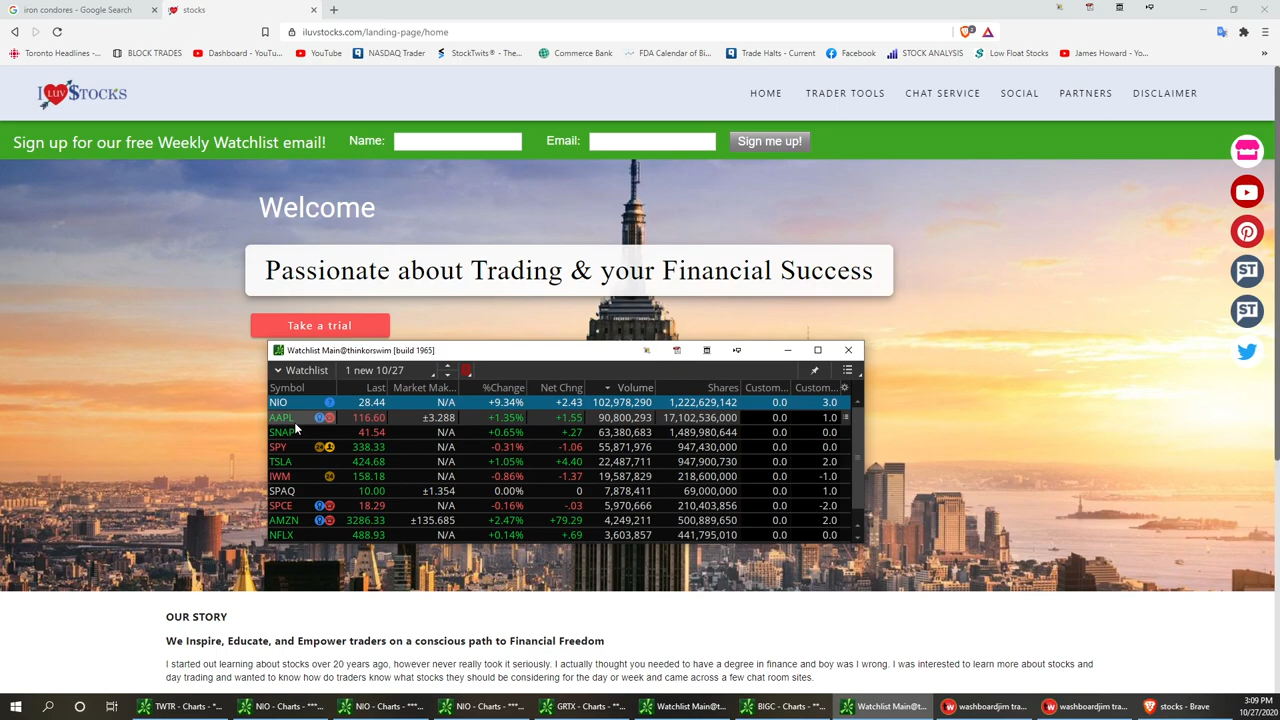 iron condores - Google Search
stocks
iluvstocks.com/landing-page/home
Toronto Headlines -...
BLOCK TRADES
Dashboard - YouTu...
YouTube
NASDAQ Trader
StockTwits® - The...
Commerce Bank
FDA Calendar of Bi...
Trade Halts - Current
Facebook
STOCK ANALYSIS
Low Float Stocks
James Howard - Yo...
I LUV $TOCKS
HOME
TRADER TOOLS
CHAT SERVICE
SOCIAL
PARTNERS
DISCLAIMER
Sign up for our free Weekly Watchlist email!
Name:
Email:
Sign me up!
Welcome
Passionate about Trading & your Financial Success
Take a trial
Watchlist Main@thinkorswim [build 1965]
Watchlist 1 new 10/27
Symbol Last Market Mak... %Change Net Chng Volume Shares Custom... Custom...
NIO 28.44 N/A +9.34% +2.43 102,978,290 1,222,629,142 0.0 3.0
AAPL 116.60 ±3.288 +1.35% +1.55 90,800,293 17,102,536,000 0.0 1.0
SNAP 41.54 N/A +0.65% +.27 63,380,683 1,489,980,644 0.0 0.0
SPY 338.33 N/A -0.31% -1.06 55,871,976 947,430,000 0.0 0.0
TSLA 424.68 N/A +1.05% +4.40 22,487,711 947,900,730 0.0 2.0
IWM 158.18 N/A -0.86% -1.37 19,587,829 218,600,000 0.0 -1.0
SPAQ 10.00 ±1.354 0.00% 0 7,878,411 69,000,000 0.0 1.0
SPCE 18.29 N/A -0.16% -.03 5,970,666 210,403,856 0.0 -2.0
AMZN 3286.33 ±135.685 +2.47% +79.29 4,249,211 500,889,650 0.0 2.0
NFLX 488.93 N/A +0.14% +.69 3,603,857 441,795,010 0.0 0.0
OUR STORY
We Inspire, Educate, and Empower traders on a conscious path to Financial Freedom
I started out learning about stocks over 20 years ago, however never really took it seriously. I actually thought you needed to have a degree in finance and boy was I wrong. I was interested to learn more about stocks and
day trading and wanted to know how do traders know what stocks they should be considering for the day or week and came across a few chat room sites.
TWTR - Charts - *...
NIO - Charts - ***...
NIO - Charts - ***...
GRTX - Charts - **...
Watchlist Main@t...
BIGC - Charts - ***...
Watchlist Main@t...
washboardjim tra...
washboardjim tra...
stocks - Brave
3:09 PM
10/27/2020